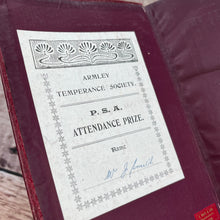 ARMLEY
TEMPERANCE SOCIETY.
P. S. A.
ATTENDANCE PRIZE.
Name